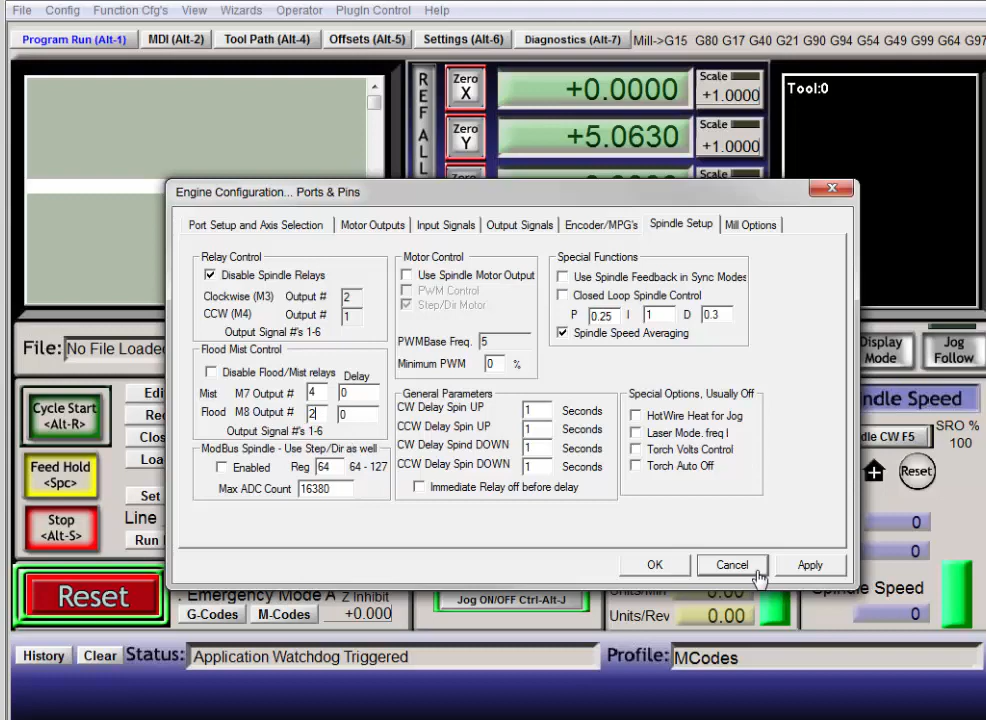 File Config Function Cfg's View Wizards Operator PlugIn Control Help
Program Run (Alt-1) MDI (Alt-2) Tool Path (Alt-4) Offsets (Alt-5) Settings (Alt-6) Diagnostics (Alt-7) Mill->G15 G80 G17 G40 G21 G90 G94 G54 G49 G99 G64 G97
REF ALL
Zero X +0.0000 Scale +1.0000
Tool:0
Zero Y +5.0630 Scale +1.0000
Engine Configuration... Ports & Pins
Port Setup and Axis Selection Motor Outputs Input Signals Output Signals Encoder/MPG's Spindle Setup Mill Options
Relay Control
Disable Spindle Relays
Clockwise (M3) Output # 2
CCW (M4) Output # 1
Output Signal #'s 1-6
Flood Mist Control
Disable Flood/Mist relays Delay
Mist M7 Output # 4 0
Flood M8 Output # 2 0
Output Signal #'s 1-6
ModBus Spindle - Use Step/Dir as well
Enabled Reg 64 64 - 127
Max ADC Count 16380
Motor Control
Use Spindle Motor Output
PWM Control
Step/Dir Motor
PWMBase Freq. 5
Minimum PWM 0 %
General Parameters
CW Delay Spin UP 1 Seconds
CCW Delay Spin UP 1 Seconds
CW Delay Spind DOWN 1 Seconds
CCW Delay Spin DOWN 1 Seconds
Immediate Relay off before delay
Special Functions
Use Spindle Feedback in Sync Modes
Closed Loop Spindle Control
P 0.25 I 1 D 0.3
Spindle Speed Averaging
Special Options, Usually Off
HotWire Heat for Jog
Laser Mode. freq
Torch Volts Control
Torch Auto Off
OK Cancel Apply
File: No File Loade
Display Mode Jog Follow
Cycle Start <Alt-R>
Edi
Rec
Clos
Loa
Feed Hold <Spc>
Set
Line
Stop <Alt-S>
Run
ndle Speed
dle CW F5 SRO % 100
Reset
0
0
Spindle Speed
0
Reset
Emergency Mode A Z Inhibit
G-Codes M-Codes +0.000
Jog ON/OFF Ctrl-Alt-J
Units/Min 0.00
Units/Rev 0.00
History Clear Status: Application Watchdog Triggered Profile: MCodes